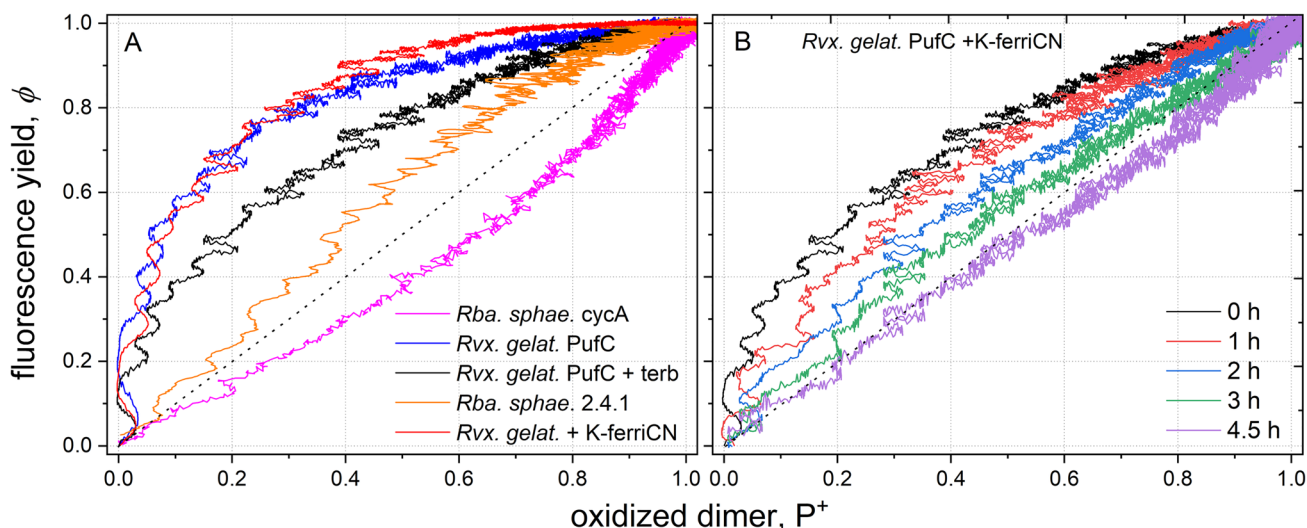 A
B
Rvx. gelat. PufC +K-ferriCN
fluorescence yield, ϕ
1.0
0.8
0.6
0.4
0.2
0.0
Rba. sphae. cycA
Rvx. gelat. PufC
Rvx. gelat. PufC + terb
Rba. sphae. 2.4.1
Rvx. gelat. + K-ferriCN
0 h
1 h
2 h
3 h
4.5 h
0.0 0.2 0.4 0.6 0.8 1.0
0.0 0.2 0.4 0.6 0.8 1.0
oxidized dimer, P⁺